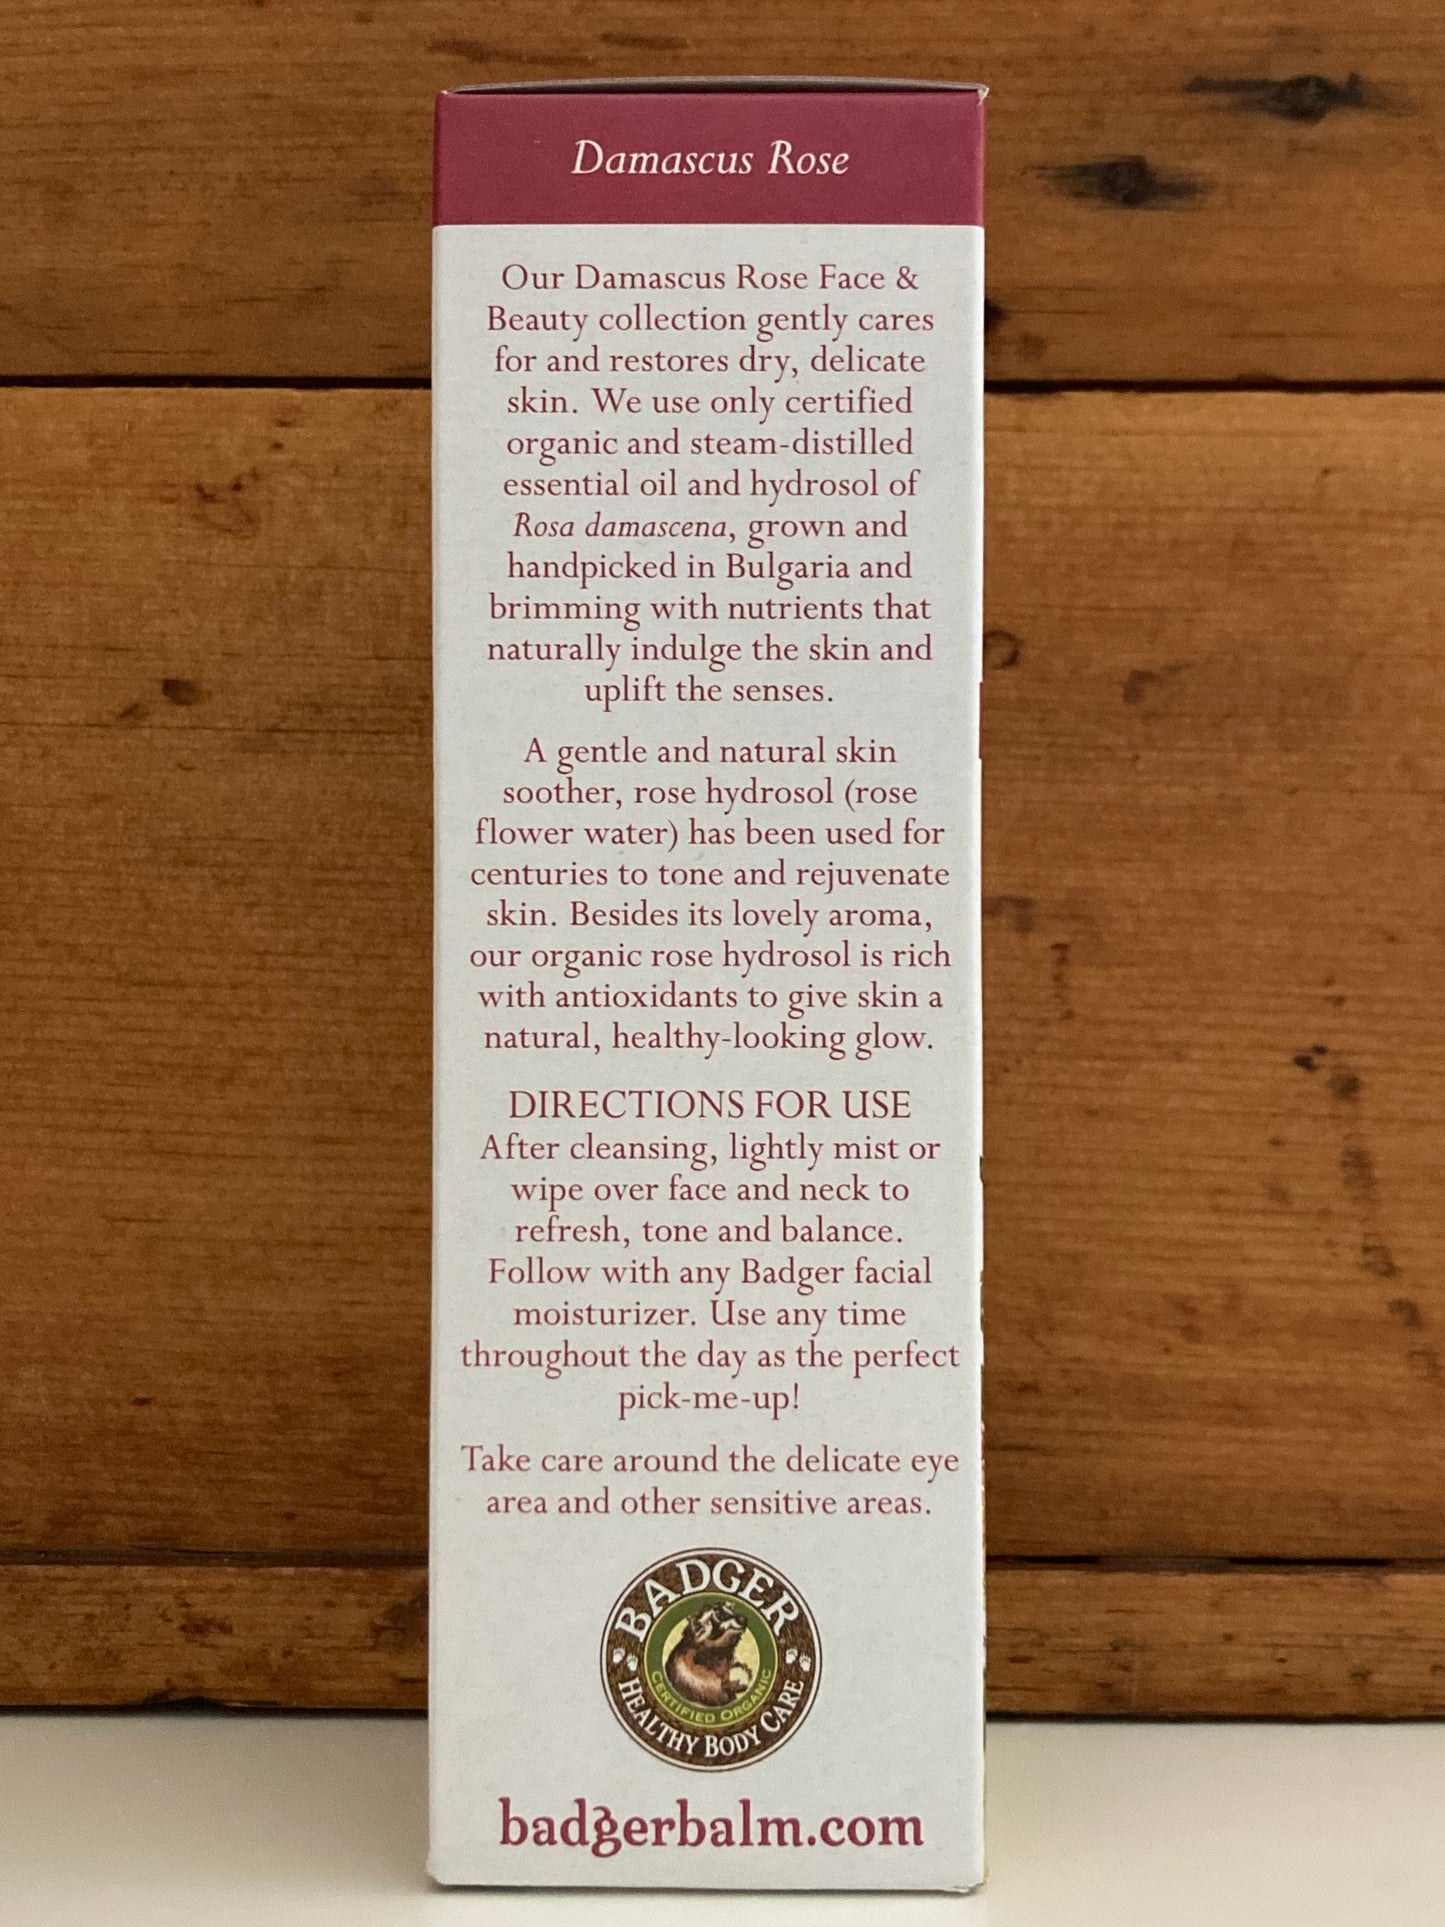 Damascus Rose
Our Damascus Rose Face &
Beauty collection gently cares
for and restores dry, delicate
skin. We use only certified
organic and steam-distilled
essential oil and hydrosol of
Rosa damascena, grown and
handpicked in Bulgaria and
brimming with nutrients that
naturally indulge the skin and
uplift the senses.
A gentle and natural skin
soother, rose hydrosol (rose
flower water) has been used for
centuries to tone and rejuvenate
skin. Besides its lovely aroma,
our organic rose hydrosol is rich
with antioxidants to give skin a
natural, healthy-looking glow.
DIRECTIONS FOR USE
After cleansing, lightly mist or
wipe over face and neck to
refresh, tone and balance.
Follow with any Badger facial
moisturizer. Use any time
throughout the day as the perfect
pick-me-up!
Take care around the delicate eye
area and other sensitive areas.
BADGER
CERTIFIED ORGANIC
HEALTHY BODY CARE
badgerbalm.com